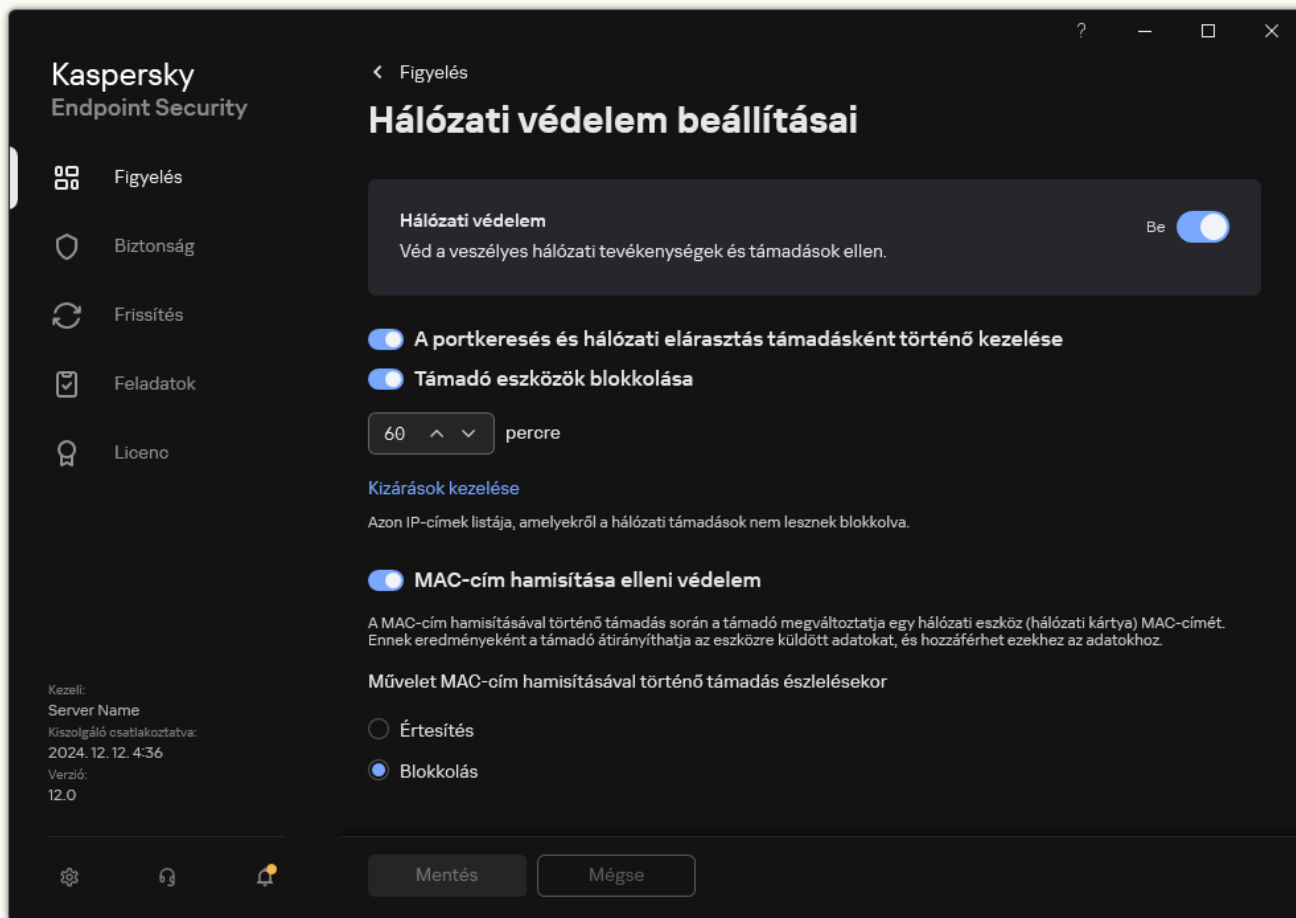 ?
Kaspersky
Endpoint Security
Figyelés
Biztonság
Frissítés
Feladatok
Licenc
Kezeli:
Server Name
Kiszolgáló csatlakoztatva:
2024. 12. 12. 4:36
Verzió:
12.0
Figyelés
Hálózati védelem beállításai
Hálózati védelem
Be
Véd a veszélyes hálózati tevékenységek és támadások ellen.
A portkeresés és hálózati elárasztás támadásként történő kezelése
Támadó eszközök blokkolása
60 percre
Kizárások kezelése
Azon IP-címek listája, amelyekről a hálózati támadások nem lesznek blokkolva.
MAC-cím hamisítása elleni védelem
A MAC-cím hamisításával történő támadás során a támadó megváltoztatja egy hálózati eszköz (hálózati kártya) MAC-címét.
Ennek eredményeként a támadó átirányíthatja az eszközre küldött adatokat, és hozzáférhet ezekhez az adatokhoz.
Művelet MAC-cím hamisításával történő támadás észlelésekor
Értesítés
Blokkolás
Mentés
Mégse